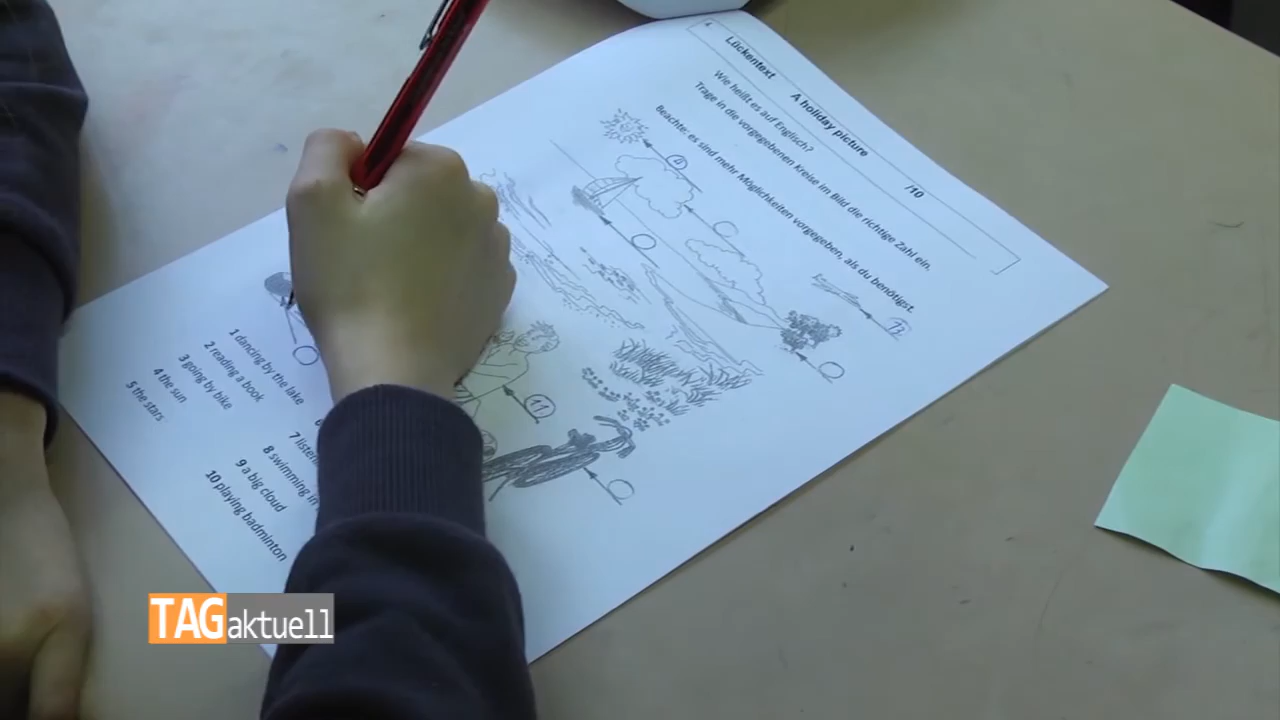 Lückentext A holiday picture /10
Wie heißt es auf Englisch?
Trage in die vorgegebenen Kreise im Bild die richtige Zahl ein.
Beachte: es sind mehr Möglichkeiten vorgegeben, als du benötigst.
4
13
11
1 dancing by the lake
2 reading a book
3 going by bike
4 the sun
5 the stars
8 swimming in
9 a big cloud
10 playing badminton
TAGaktuell